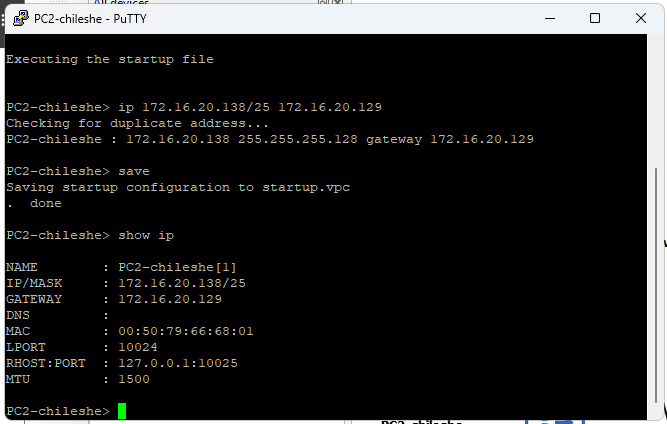 All devices
PC2-chileshe - PuTTY
Executing the startup file
PC2-chileshe> ip 172.16.20.138/25 172.16.20.129
Checking for duplicate address...
PC2-chileshe : 172.16.20.138 255.255.255.128 gateway 172.16.20.129
PC2-chileshe> save
Saving startup configuration to startup.vpc
.  done
PC2-chileshe> show ip
NAME        : PC2-chileshe[1]
IP/MASK     : 172.16.20.138/25
GATEWAY     : 172.16.20.129
DNS         :
MAC         : 00:50:79:66:68:01
LPORT       : 10024
RHOST:PORT  : 127.0.0.1:10025
MTU         : 1500
PC2-chileshe>
PC2-chileshe